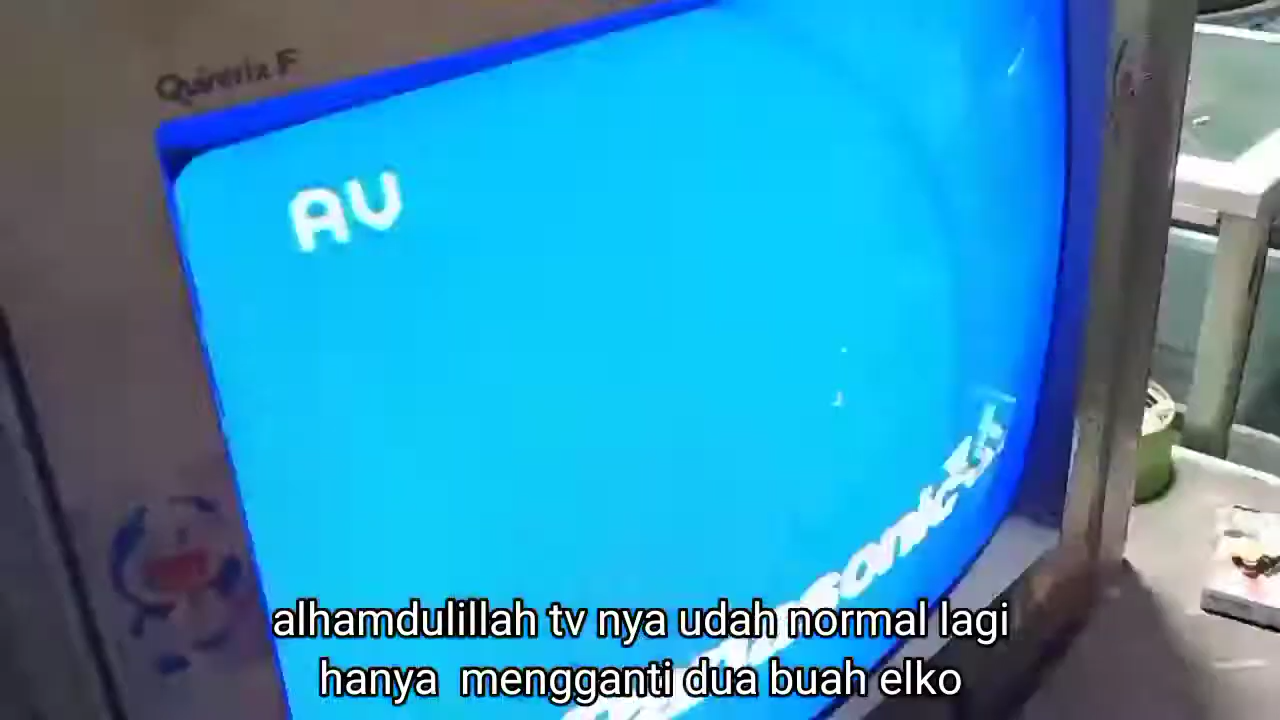 Quintrix F
AV
alhamdulillah tv nya udah normal lagi
hanya mengganti dua buah elko